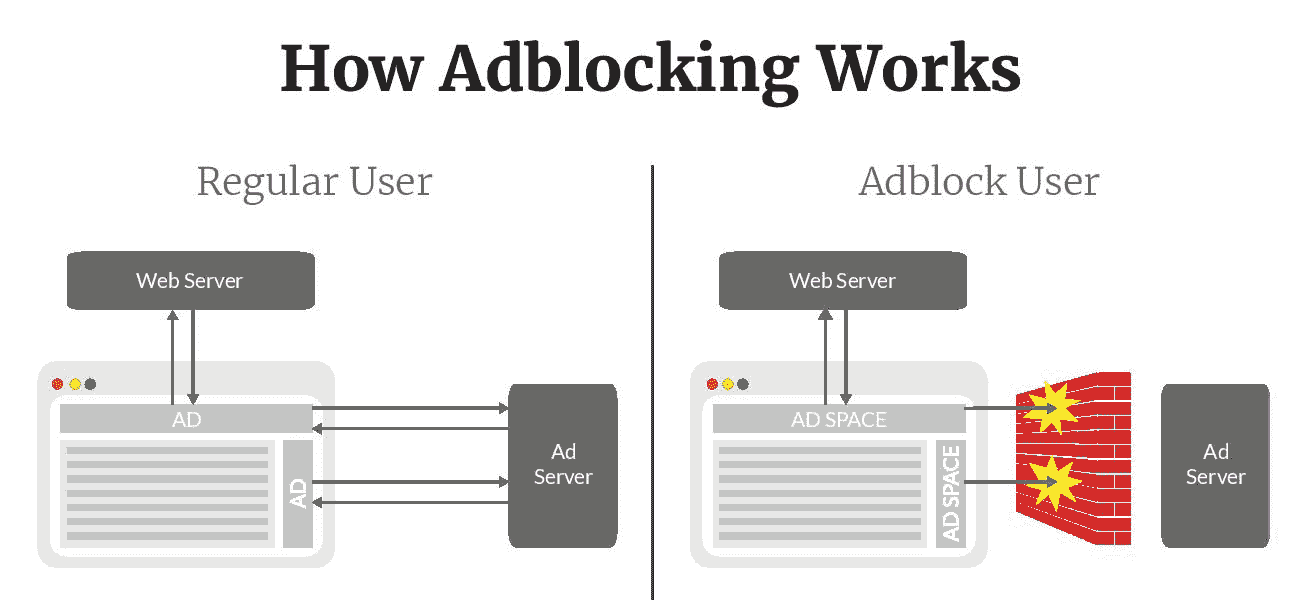 How Adblocking Works
Regular User
Web Server
AD
AD
Ad
Server
Adblock User
Web Server
AD SPACE
AD SPACE
Ad
Server